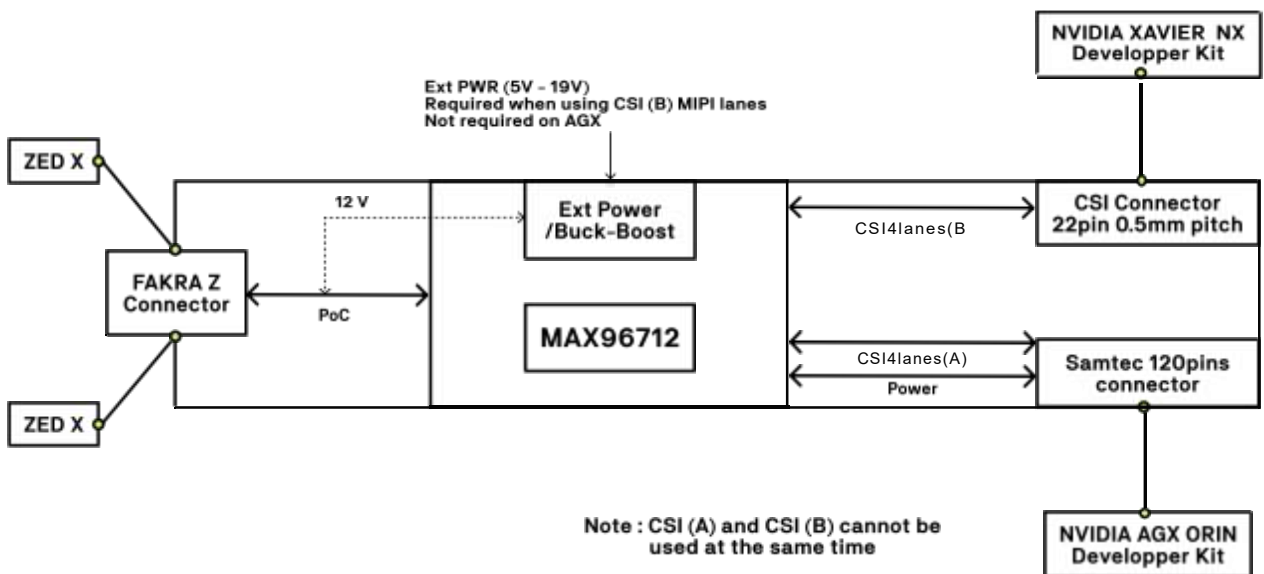 NVIDIA XAVIER NX
Developper Kit
Ext PWR (5V - 19V)
Required when using CSI (B) MIPI lanes
Not required on AGX
ZED X
12 V
Ext Power
/Buck-Boost
CSI4lanes(B
CSI Connector
22pin 0.5mm pitch
FAKRA Z
Connector
PoC
MAX96712
CSI4lanes(A)
Power
Samtec 120pins
connector
ZED X
Note : CSI (A) and CSI (B) cannot be
used at the same time
NVIDIA AGX ORIN
Developper Kit